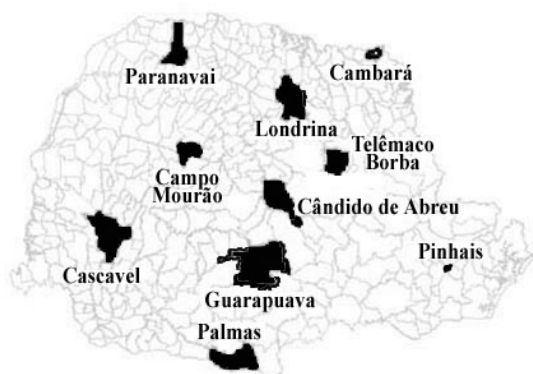 Paranavai
Cambará
Londrina
Telêmaco
Borba
Campo
Mourão
Cândido de Abreu
Cascavel
Pinhais
Guarapuava
Palmas